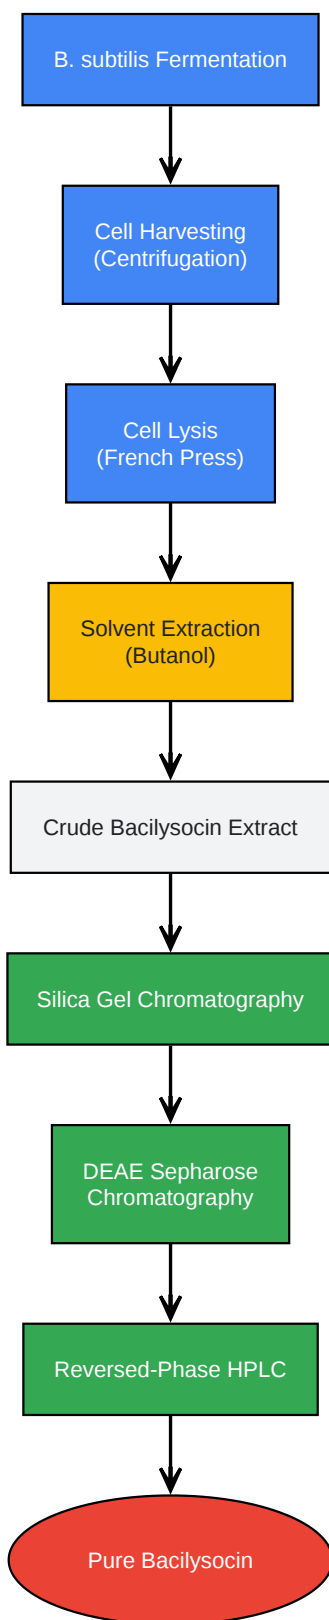 B. subtilis Fermentation
Cell Harvesting
(Centrifugation)
Cell Lysis
(French Press)
Solvent Extraction
(Butanol)
Crude Bacilysocin Extract
Silica Gel Chromatography
DEAE Sepharose
Chromatography
Reversed-Phase HPLC
Pure Bacilysocin